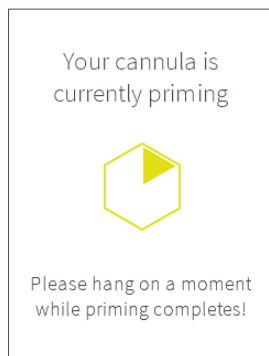 Your cannula is
currently priming
Please hang on a moment
while priming completes!